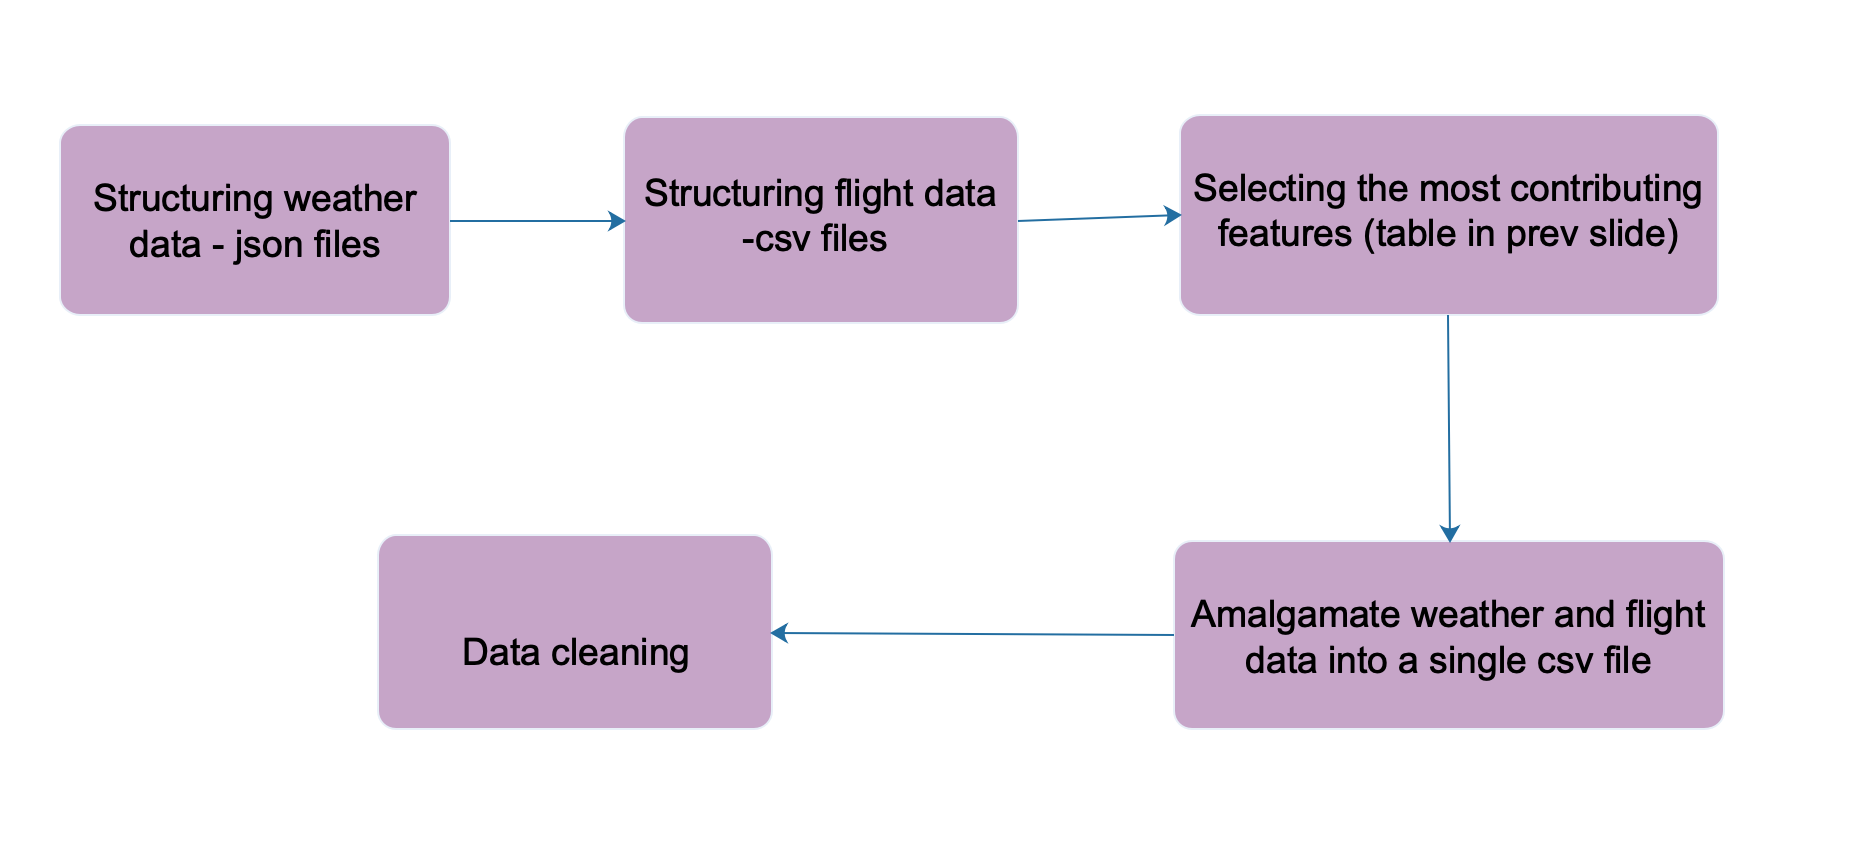 Structuring weather
data - json files
Structuring flight data
-csv files
Selecting the most contributing
features (table in prev slide)
Amalgamate weather and flight
data into a single csv file
Data cleaning